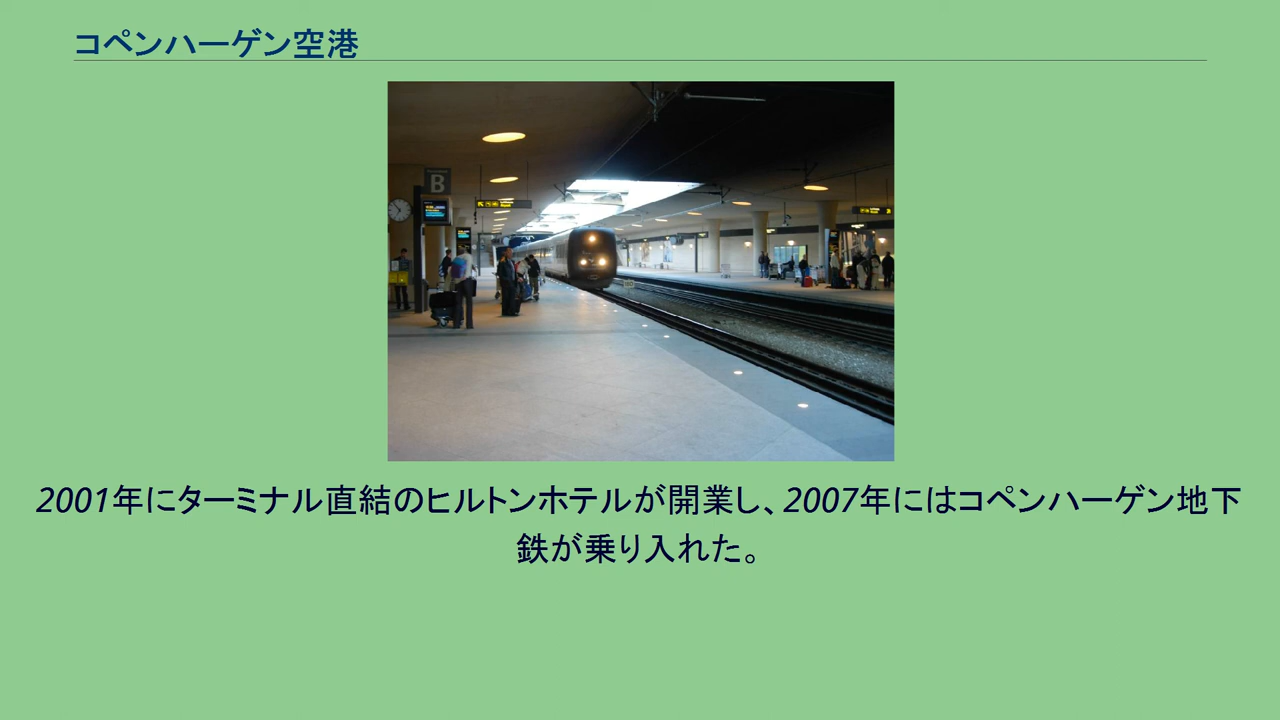 コペンハーゲン空港
B
2001年にターミナル直結のヒルトンホテルが開業し、2007年にはコペンハーゲン地下
鉄が乗り入れた。